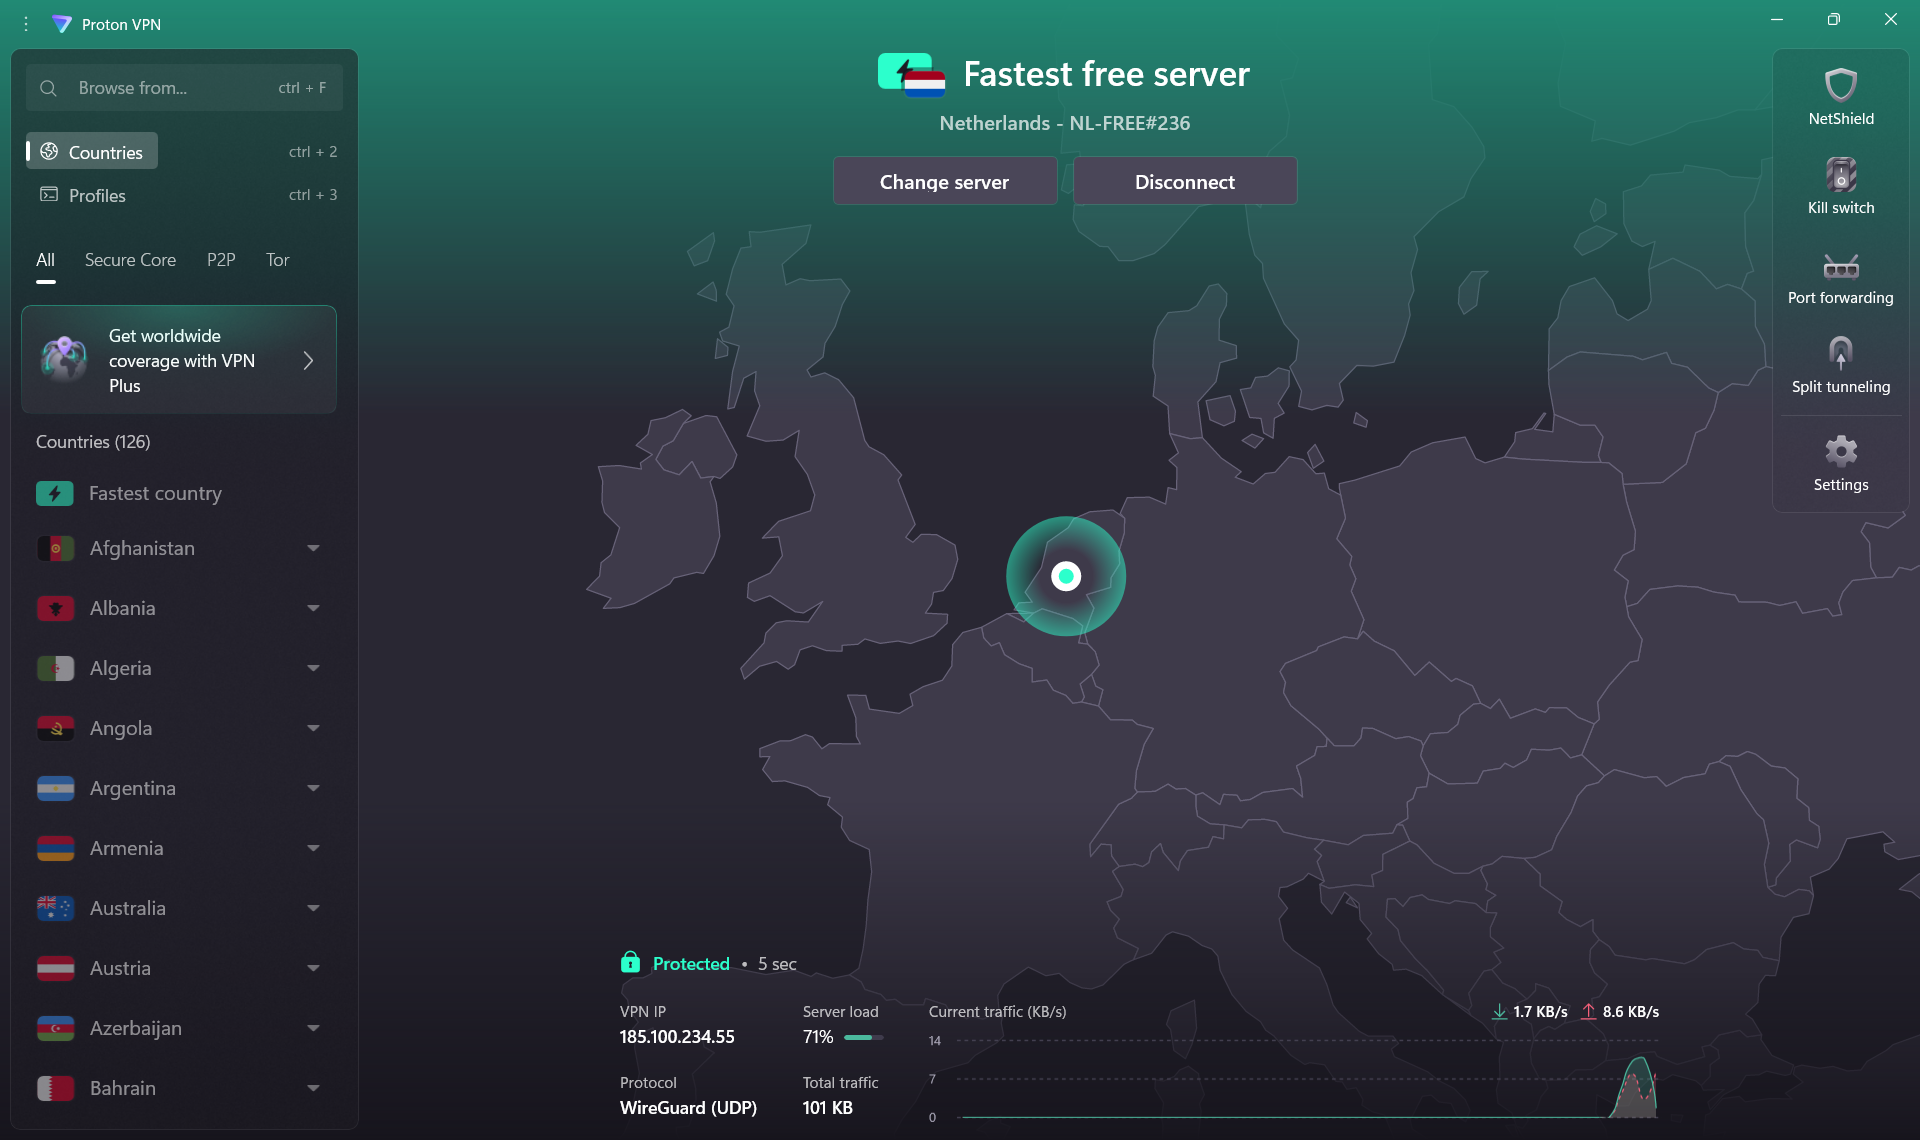 Proton VPN
Browse from...
ctrl + F
Countries
ctrl + 2
Profiles
ctrl + 3
All
Secure Core
P2P
Tor
Get worldwide
coverage with VPN
Plus
Countries (126)
Fastest country
Afghanistan
Albania
Algeria
Angola
Argentina
Armenia
Australia
Austria
Azerbaijan
Bahrain
Fastest free server
Netherlands - NL-FREE#236
Change server
Disconnect
Protected • 5 sec
VPN IP
185.100.234.55
Server load
71%
Protocol
WireGuard (UDP)
Total traffic
101 KB
Current traffic (KB/s)
1.7 KB/s
8.6 KB/s
14
7
0
NetShield
Kill switch
Port forwarding
Split tunneling
Settings